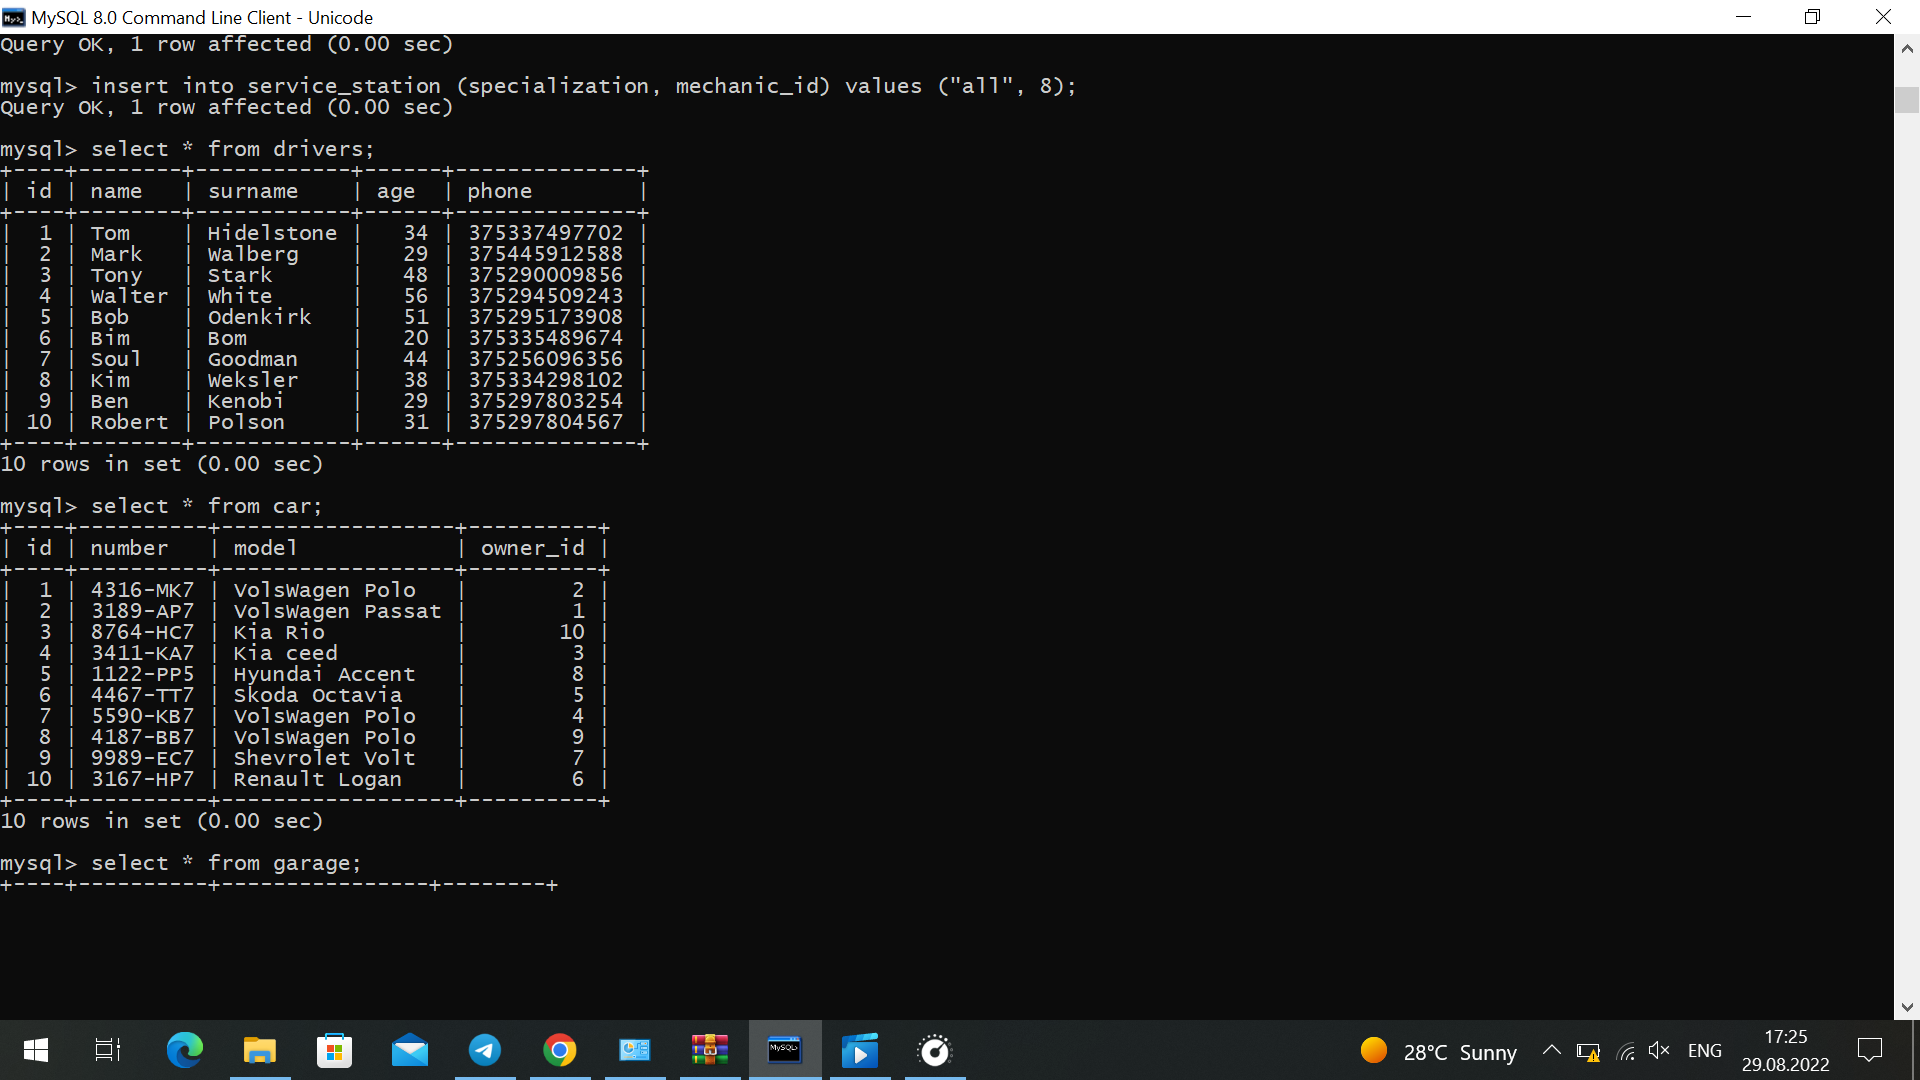 MySQL 8.0 Command Line Client - Unicode
Query OK, 1 row affected (0.00 sec)
mysql> insert into service_station (specialization, mechanic_id) values ("all", 8);
Query OK, 1 row affected (0.00 sec)
mysql> select * from drivers;
+----+--------+------------+------+--------------+
| id | name   | surname    | age  | phone        |
+----+--------+------------+------+--------------+
|  1 | Tom    | Hidelstone |   34 | 375337497702 |
|  2 | Mark   | Walberg    |   29 | 375445912588 |
|  3 | Tony   | Stark      |   48 | 375290009856 |
|  4 | Walter | White      |   56 | 375294509243 |
|  5 | Bob    | Odenkirk   |   51 | 375295173908 |
|  6 | Bim    | Bom        |   20 | 375335489674 |
|  7 | Soul   | Goodman    |   44 | 375256096356 |
|  8 | Kim    | Weksler    |   38 | 375334298102 |
|  9 | Ben    | Kenobi     |   29 | 375297803254 |
| 10 | Robert | Polson     |   31 | 375297804567 |
+----+--------+------------+------+--------------+
10 rows in set (0.00 sec)
mysql> select * from car;
+----+----------+------------------+----------+
| id | number   | model            | owner_id |
+----+----------+------------------+----------+
|  1 | 4316-MK7 | VolsWagen Polo   |        2 |
|  2 | 3189-AP7 | VolsWagen Passat |        1 |
|  3 | 8764-HC7 | Kia Rio          |       10 |
|  4 | 3411-KA7 | Kia ceed         |        3 |
|  5 | 1122-PP5 | Hyundai Accent   |        8 |
|  6 | 4467-TT7 | Skoda Octavia    |        5 |
|  7 | 5590-KB7 | VolsWagen Polo   |        4 |
|  8 | 4187-BB7 | VolsWagen Polo   |        9 |
|  9 | 9989-EC7 | Shevrolet Volt   |        7 |
| 10 | 3167-HP7 | Renault Logan    |        6 |
+----+----------+------------------+----------+
10 rows in set (0.00 sec)
mysql> select * from garage;
+----+----------+----------------+--------+
28°C Sunny
ENG
17:25
29.08.2022